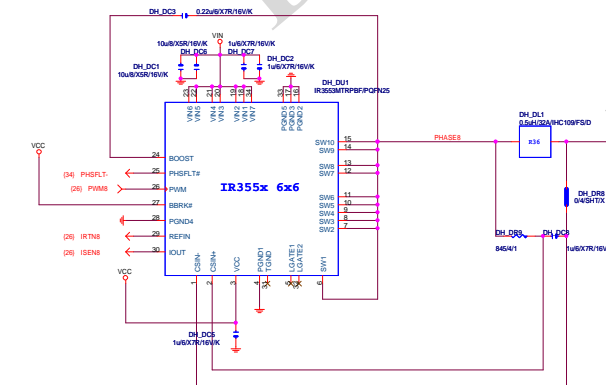 DH_DC3 0.22u/6/X7R/16V/K
VIN
10u/8/X5R/16V/K 1u/6/X7R/16V/K
DH_DC6 DH_DC7
DH_DC1 DH_DC2
10u/8/X5R/16V/K 1u/6/X7R/16V/K
DH_DU1
IR3553MTRPBF/PQFN25
23 22 21 20 19 18 34 33 17 16
VIN6 VIN5 VIN4 VIN3 VIN2 VIN1 VIN7 PGND5 PGND3 PGND2
DH_DL1
0.5uH/32A/IHC109/FS/D
R36
VCC
SW10 15 PHASE8
SW9 14
24 BOOST
SW8 13
(34) PHSFLT- 25 PHSFLT#
SW7 12
(26) PWM8 26 PWM
IR355x 6x6
DH_DR8
0/4/SHT/X
27 BBRK#
SW6 11
SW5 10
28 PGND4
SW4 9
SW3 8
(26) IRTN8 29 REFIN
SW2 7
DH_DR9 DH_DC8
(26) ISEN8 30 IOUT
845/4/1 1u/6/X7R/16V
CSIN- CSIN+ VCC PGND1 TGND LGATE1 LGATE2 SW1
VCC
1 2 3 4 31 5 32 6
DH_DC5
1u/6/X7R/16V/K